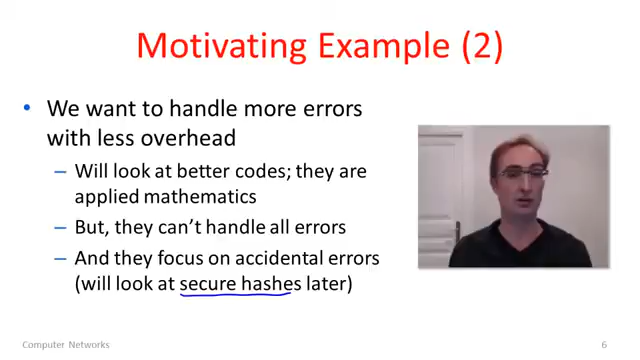 Motivating Example (2)
• We want to handle more errors
with less overhead
– Will look at better codes; they are
applied mathematics
– But, they can't handle all errors
– And they focus on accidental errors
(will look at secure hashes later)
Computer Networks
6